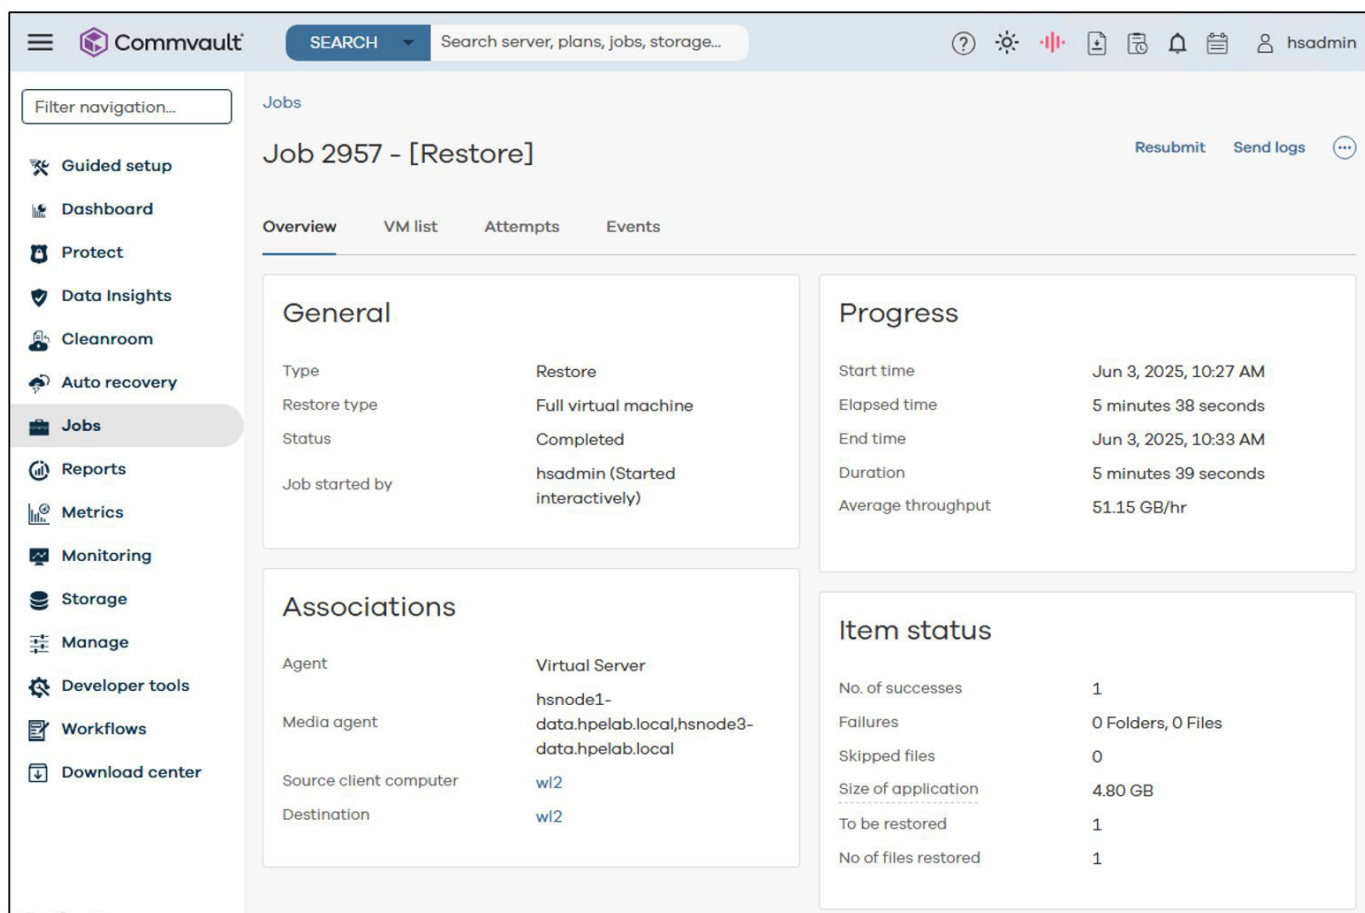 Commvault
SEARCH
Search server, plans, jobs, storage...
hsadmin
Filter navigation...
Guided setup
Dashboard
Protect
Data Insights
Cleanroom
Auto recovery
Jobs
Reports
Metrics
Monitoring
Storage
Manage
Developer tools
Workflows
Download center
Jobs
Job 2957 - [Restore]
Resubmit Send logs
Overview VM list Attempts Events
General
Type Restore
Restore type Full virtual machine
Status Completed
Job started by hsadmin (Started
interactively)
Associations
Agent Virtual Server
Media agent hsnode1-
data.hpelab.local,hsnode3-
data.hpelab.local
Source client computer wl2
Destination wl2
Progress
Start time Jun 3, 2025, 10:27 AM
Elapsed time 5 minutes 38 seconds
End time Jun 3, 2025, 10:33 AM
Duration 5 minutes 39 seconds
Average throughput 51.15 GB/hr
Item status
No. of successes 1
Failures 0 Folders, 0 Files
Skipped files 0
Size of application 4.80 GB
To be restored 1
No of files restored 1